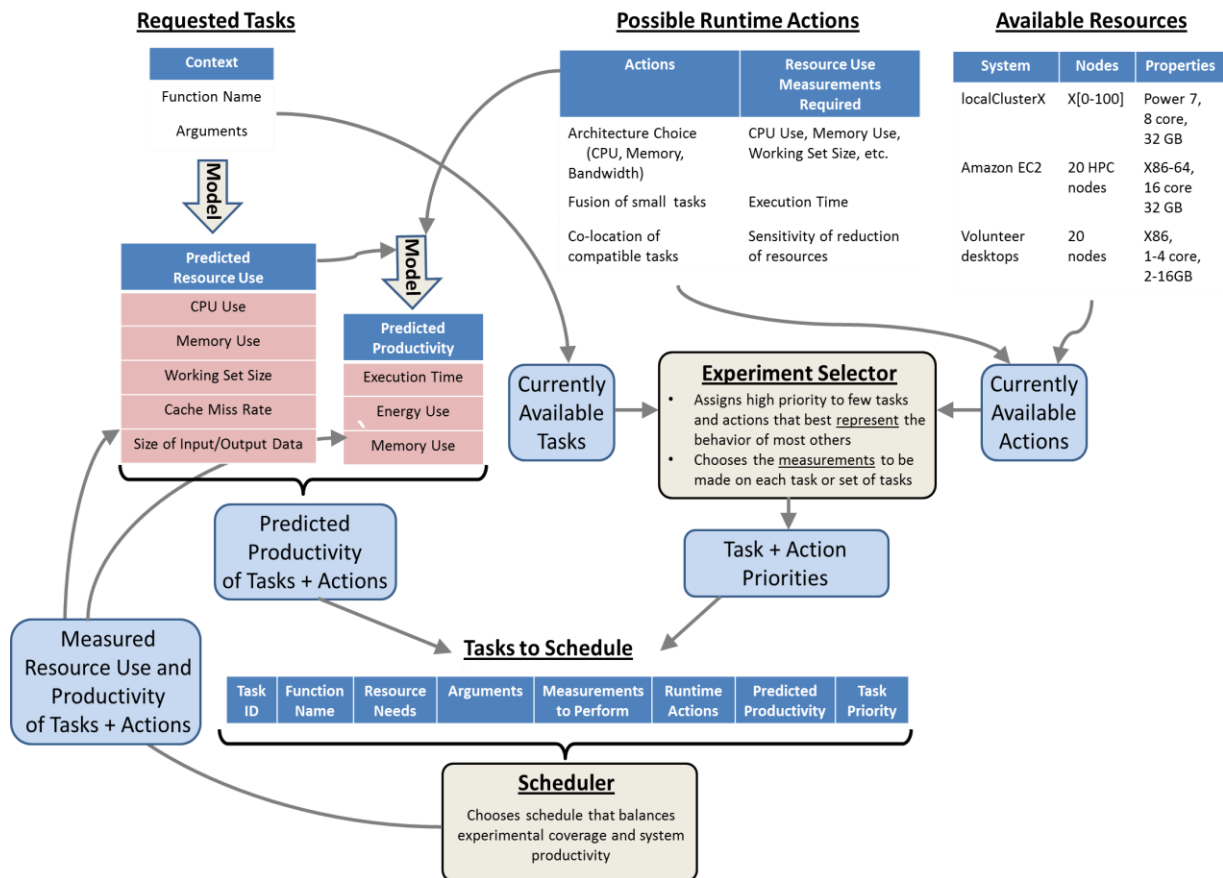 Requested Tasks
Context
Function Name
Arguments
Model
Predicted
Resource Use
CPU Use
Memory Use
Working Set Size
Cache Miss Rate
Size of Input/Output Data
Model
Predicted
Productivity
Execution Time
Energy Use
Memory Use
Possible Runtime Actions
Actions
Resource Use
Measurements
Required
Architecture Choice
(CPU, Memory,
Bandwidth)
CPU Use, Memory Use,
Working Set Size, etc.
Fusion of small tasks
Execution Time
Co-location of
compatible tasks
Sensitivity of reduction
of resources
Available Resources
System
Nodes
Properties
localClusterX
X[0-100]
Power 7,
8 core,
32 GB
Amazon EC2
20 HPC
nodes
X86-64,
16 core
32 GB
Volunteer
desktops
20
nodes
X86,
1-4 core,
2-16GB
Currently
Available
Tasks
Experiment Selector
• Assigns high priority to few tasks
and actions that best represent the
behavior of most others
• Chooses the measurements to be
made on each task or set of tasks
Currently
Available
Actions
Predicted
Productivity
of Tasks + Actions
Task + Action
Priorities
Measured
Resource Use and
Productivity
of Tasks + Actions
Tasks to Schedule
Task
ID
Function
Name
Resource
Needs
Arguments
Measurements
to Perform
Runtime
Actions
Predicted
Productivity
Task
Priority
Scheduler
Chooses schedule that balances
experimental coverage and system
productivity